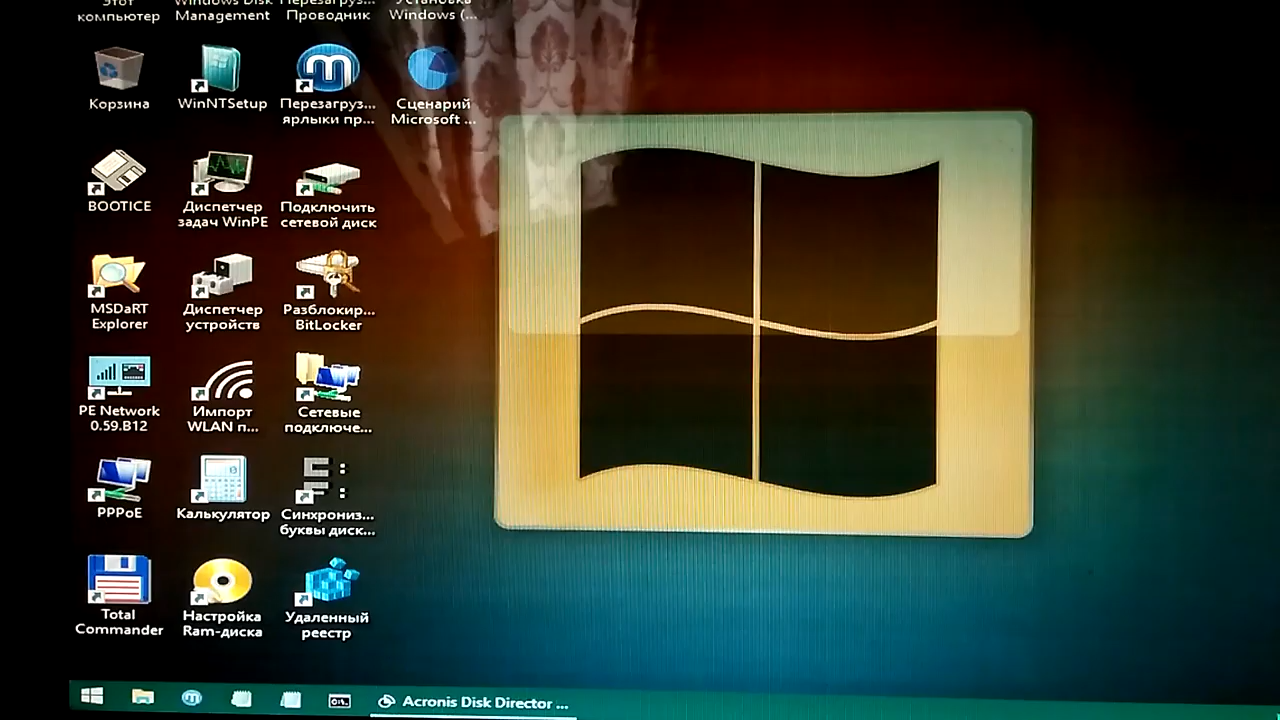 Этот
компьютер
Windows Disk
Management
Перезагруз...
Проводник
Установка
Windows (...
Корзина
WinNTSetup
Перезагруз...
ярлыки пр...
Сценарий
Microsoft ...
BOOTICE
Диспетчер
задач WinPE
Подключить
сетевой диск
MSDaRT
Explorer
Диспетчер
устройств
Разблокир...
BitLocker
PE Network
0.59.B12
Импорт
WLAN п...
Сетевые
подключе...
PPPoE
Калькулятор
Синхрониз...
буквы диск...
Total
Commander
Настройка
Ram-диска
Удаленный
реестр
Acronis Disk Director ...